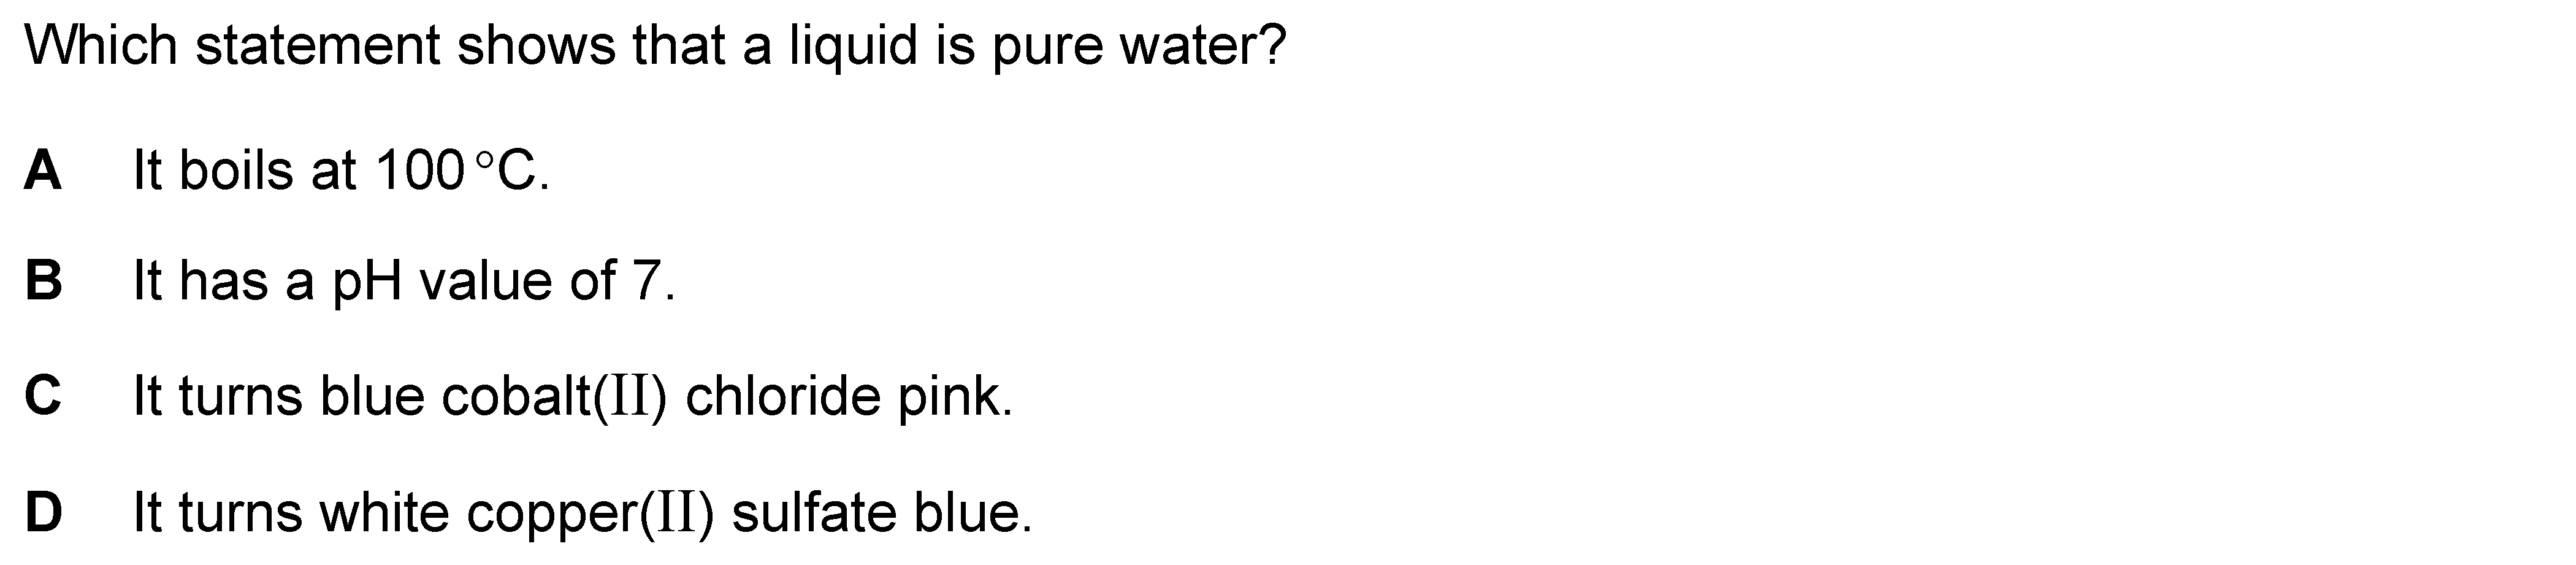 Which statement shows that a liquid is pure water?
A It boils at 100 °C.
B It has a pH value of 7.
C It turns blue cobalt(II) chloride pink.
D It turns white copper(II) sulfate blue.